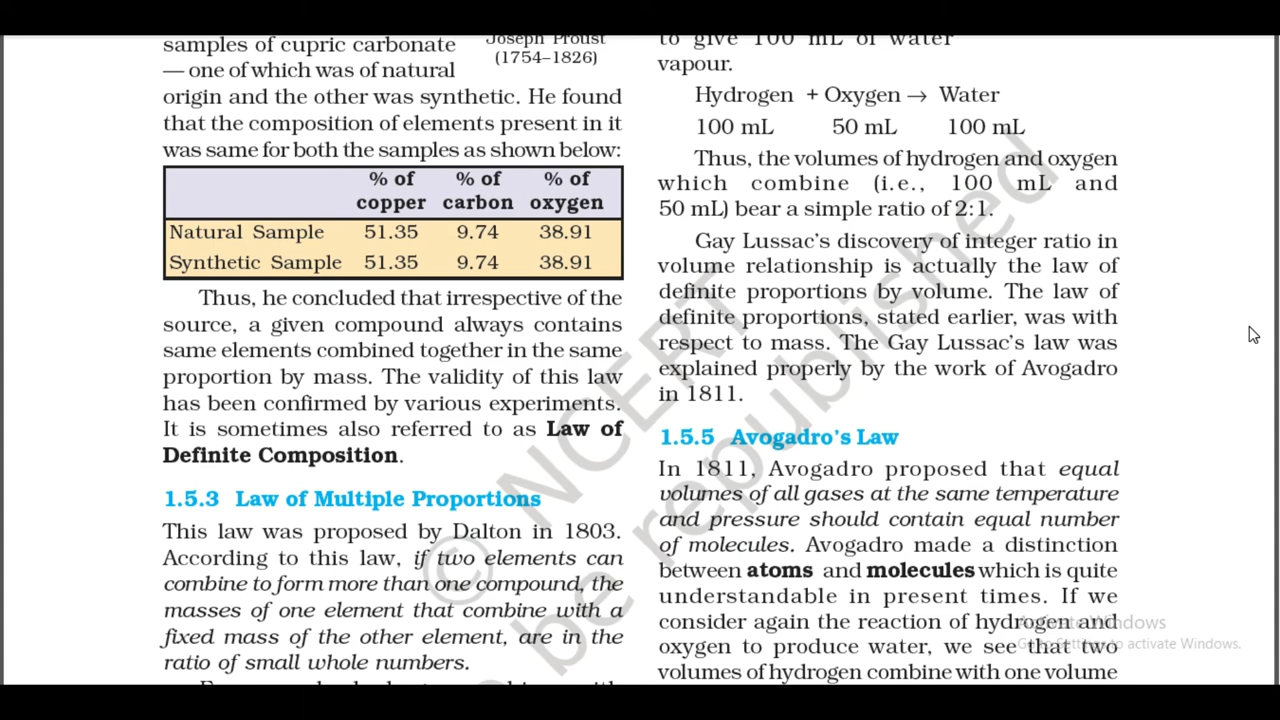 samples of cupric carbonate
— one of which was of natural
Joseph Proust
(1754–1826)
origin and the other was synthetic. He found
that the composition of elements present in it
was same for both the samples as shown below:
% of % of % of
copper carbon oxygen
Natural Sample 51.35 9.74 38.91
Synthetic Sample 51.35 9.74 38.91
Thus, he concluded that irrespective of the
source, a given compound always contains
same elements combined together in the same
proportion by mass. The validity of this law
has been confirmed by various experiments.
It is sometimes also referred to as Law of
Definite Composition.
1.5.3 Law of Multiple Proportions
This law was proposed by Dalton in 1803.
According to this law, if two elements can
combine to form more than one compound, the
masses of one element that combine with a
fixed mass of the other element, are in the
ratio of small whole numbers.
to give 100 mL of water
vapour.
Hydrogen + Oxygen → Water
100 mL 50 mL 100 mL
Thus, the volumes of hydrogen and oxygen
which combine (i.e., 100 mL and
50 mL) bear a simple ratio of 2:1.
Gay Lussac's discovery of integer ratio in
volume relationship is actually the law of
definite proportions by volume. The law of
definite proportions, stated earlier, was with
respect to mass. The Gay Lussac's law was
explained properly by the work of Avogadro
in 1811.
1.5.5 Avogadro's Law
In 1811, Avogadro proposed that equal
volumes of all gases at the same temperature
and pressure should contain equal number
of molecules. Avogadro made a distinction
between atoms and molecules which is quite
understandable in present times. If we
consider again the reaction of hydrogen and
oxygen to produce water, we see that two
volumes of hydrogen combine with one volume
© NCERT
be republished
Activate Windows
Go to Settings to activate Windows.